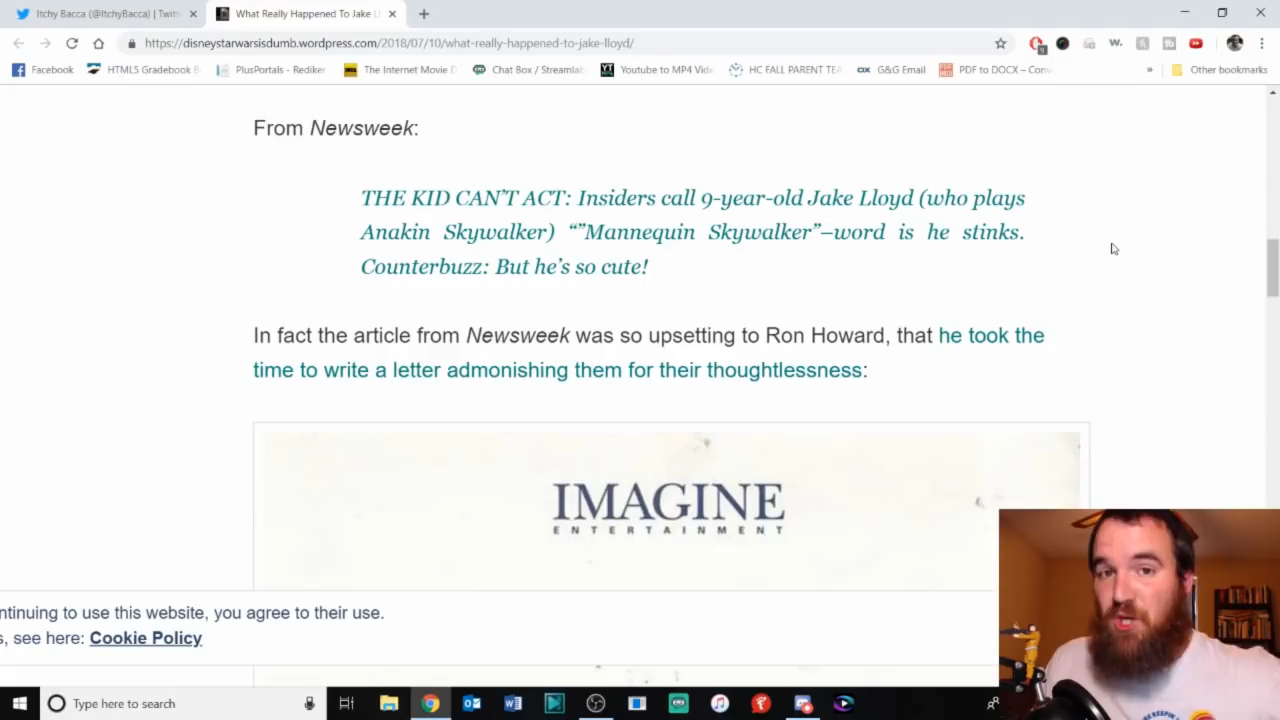 Itchy Bacca (@ItchyBacca) | Twitt
What Really Happened To Jake Ll
https://disneystarwarsisdumb.wordpress.com/2018/07/10/what-really-happened-to-jake-lloyd/
Facebook
HTML5 Gradebook
PlusPortals - Rediker
The Internet Movie D
Chat Box / Streamlab
Youtube to MP4 Vide
HC FALL PARENT TEA
G&G Email
PDF to DOCX – Conv
» Other bookmarks
From Newsweek:
THE KID CAN'T ACT: Insiders call 9-year-old Jake Lloyd (who plays
Anakin Skywalker) “”Mannequin Skywalker”–word is he stinks.
Counterbuzz: But he's so cute!
In fact the article from Newsweek was so upsetting to Ron Howard, that he took the
time to write a letter admonishing them for their thoughtlessness:
IMAGINE
ENTERTAINMENT
ntinuing to use this website, you agree to their use.
s, see here: Cookie Policy
Type here to search